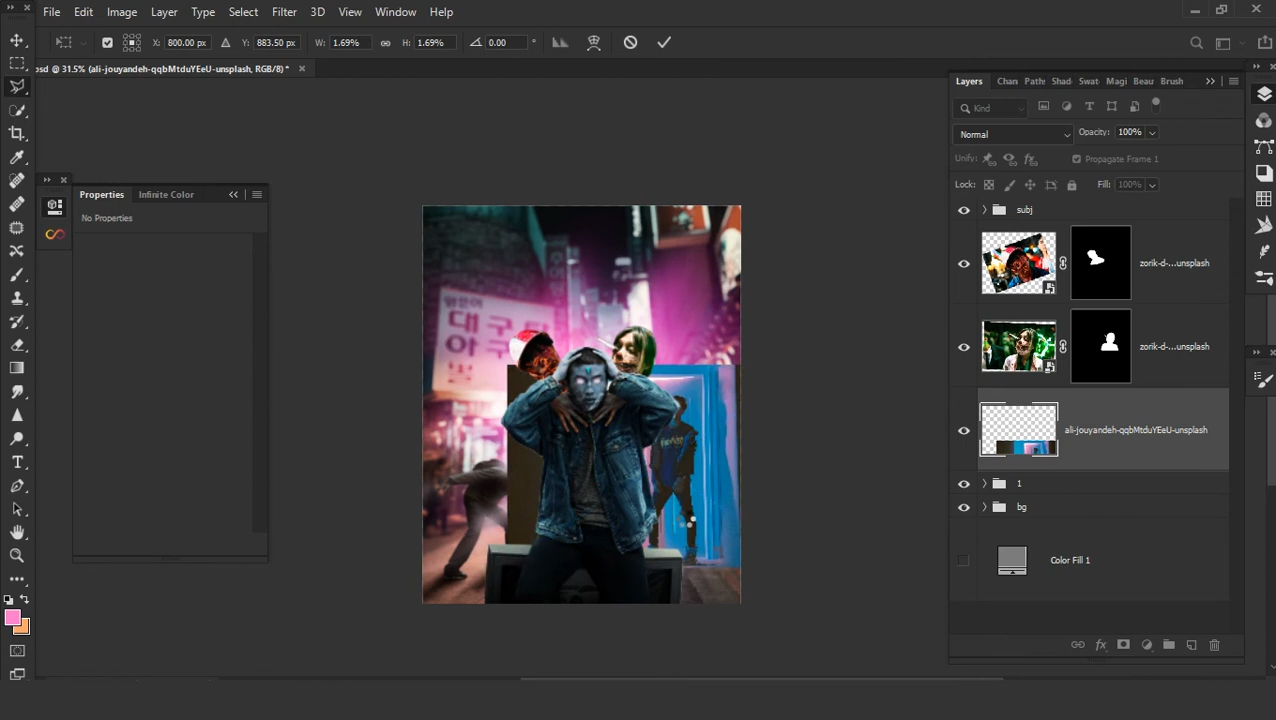 File Edit Image Layer Type Select Filter 3D View Window Help
X: 800.00 px Y: 883.50 px W: 1.69% H: 1.69% 0.00 °
psd @ 31.5% (ali-jouyandeh-qqbMtduYEeU-unsplash, RGB/8) *
Layers Chan Paths Shad Swat Magi Beau Brush
Kind
Normal Opacity: 100%
Unify: Propagate Frame 1
Lock: Fill: 100%
Properties Infinite Color
No Properties
subj
zorik-d-...unsplash
zorik-d-...unsplash
ali-jouyandeh-qqbMtduYEeU-unsplash
1
bg
Color Fill 1
대구
아구